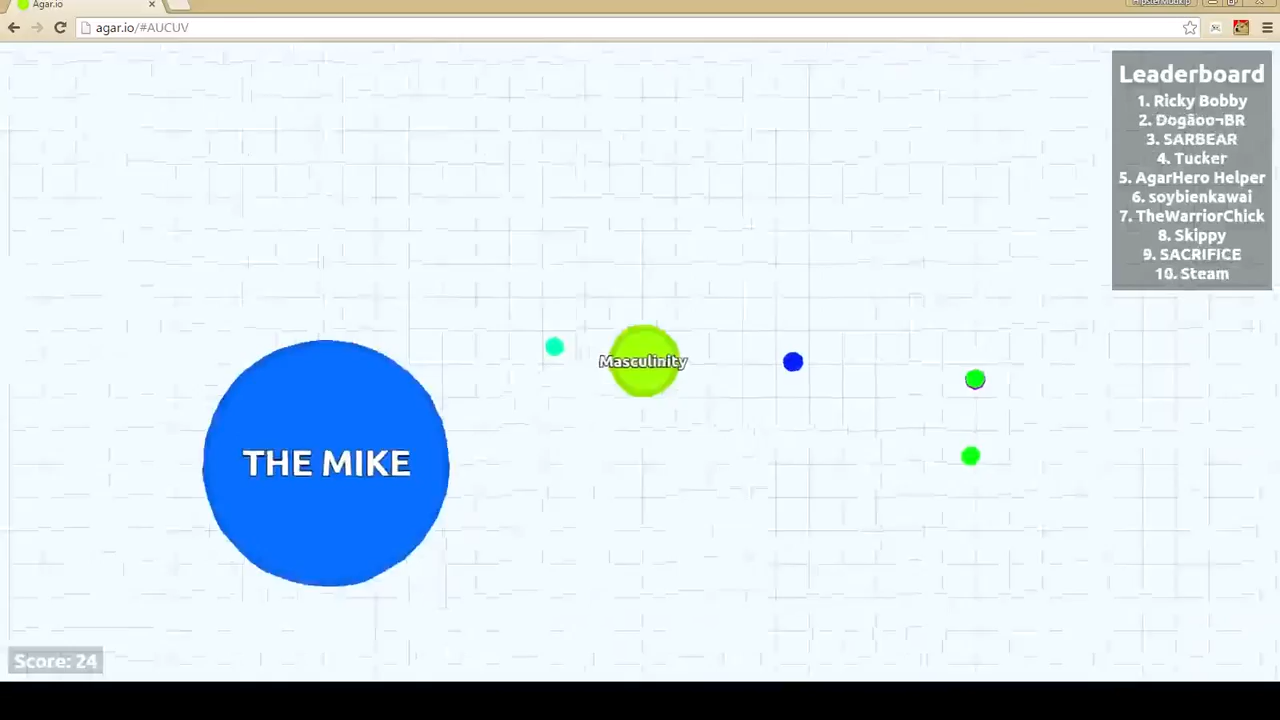 Agar.io
agar.io/#AUCUV
Leaderboard
1. Ricky Bobby
2. Ðogãoo¬BR
3. SARBEAR
4. Tucker
5. AgarHero Helper
6. soybienkawai
7. TheWarriorChick
8. Skippy
9. SACRIFICE
10. Steam
Masculinity
THE MIKE
Score: 24